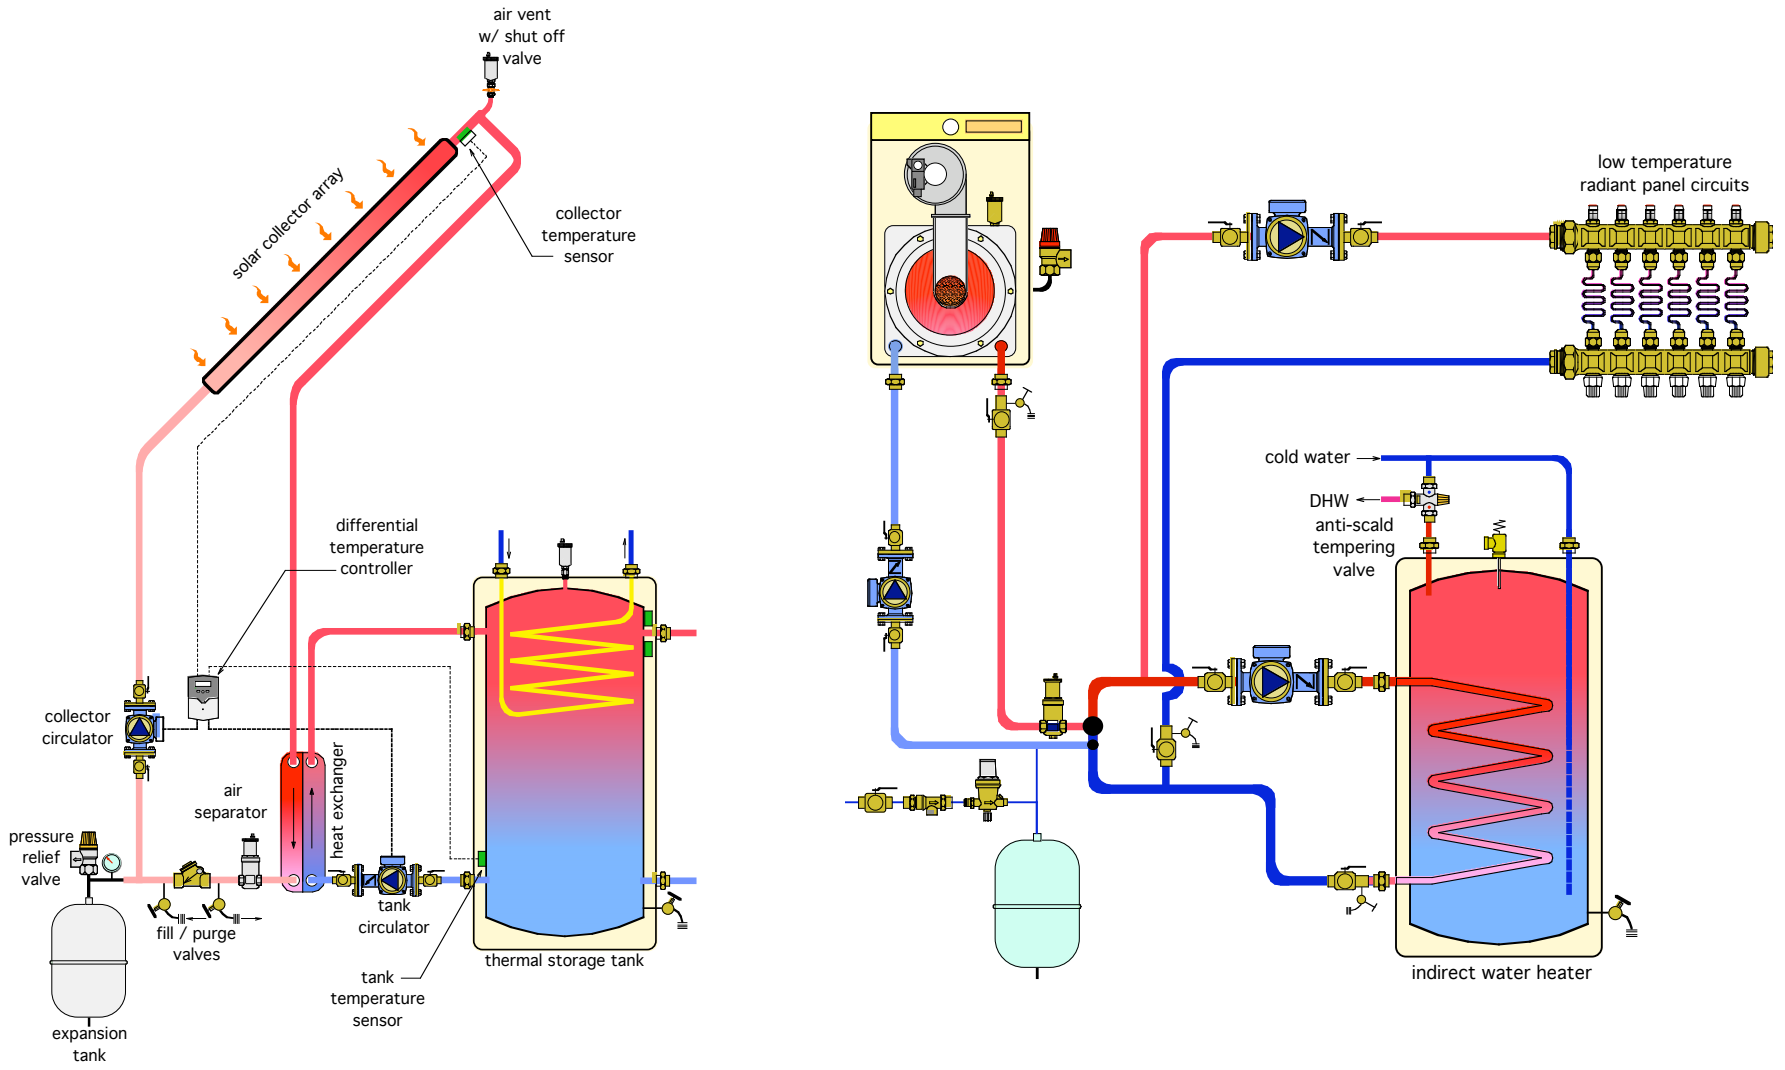 air vent
w/ shut off
valve
solar collector array
collector
temperature
sensor
differential
temperature
controller
collector
circulator
air
separator
heat exchanger
pressure
relief
valve
fill / purge
valves
tank
circulator
tank
temperature
sensor
expansion
tank
thermal storage tank
low temperature
radiant panel circuits
cold water
DHW
anti-scald
tempering
valve
indirect water heater